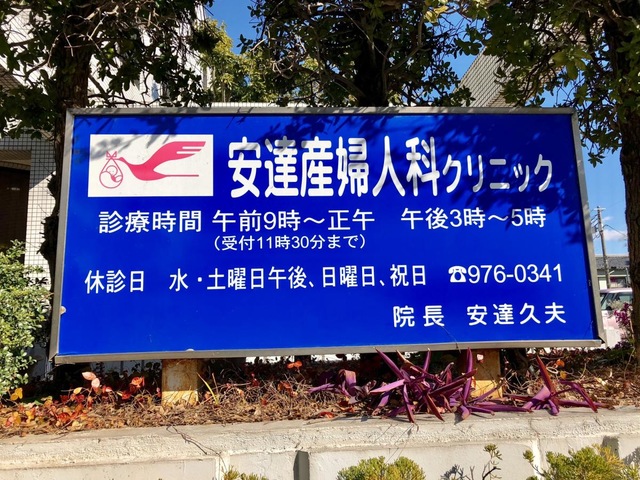 安達産婦人科クリニック
診療時間 午前9時～正午 午後3時～5時
（受付11時30分まで）
休診日 水・土曜日午後、日曜日、祝日 ☎976-0341
院長 安達久夫